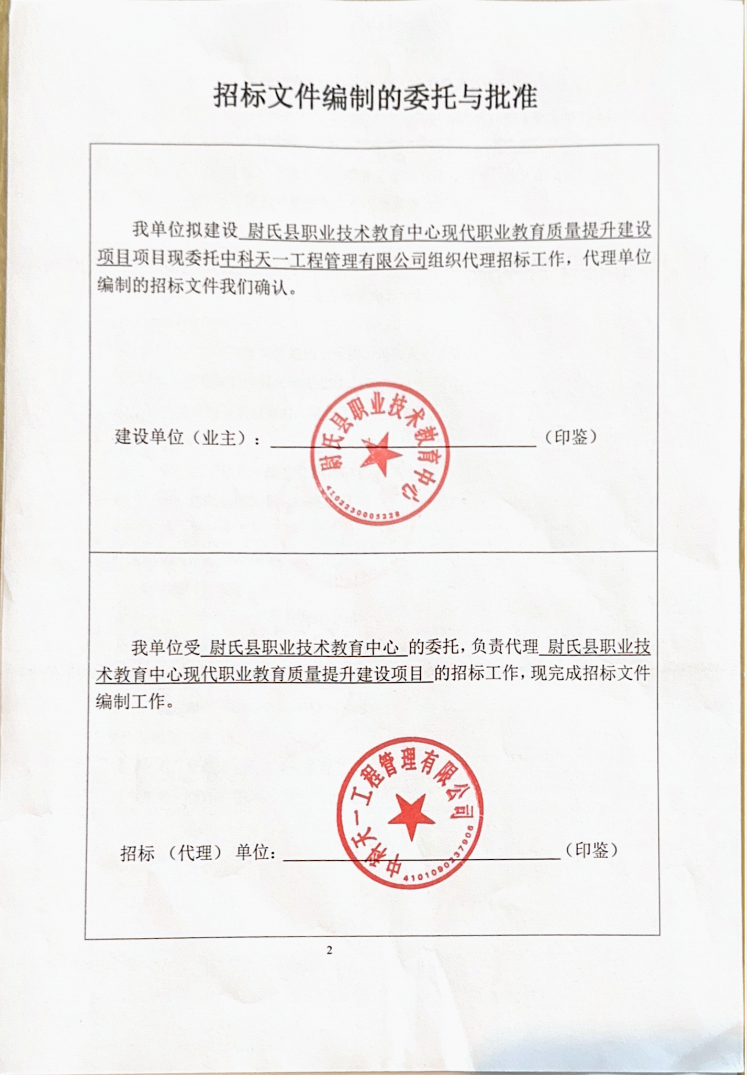 招标文件编制的委托与批准
我单位拟建设 尉氏县职业技术教育中心现代职业教育质量提升建设
项目项目现委托中科天一工程管理有限公司组织代理招标工作，代理单位
编制的招标文件我们确认。
建设单位（业主）：（印鉴）
尉氏县职业技术教育中心
4102230005328
我单位受 尉氏县职业技术教育中心 的委托，负责代理 尉氏县职业技
术教育中心现代职业教育质量提升建设项目 的招标工作，现完成招标文件
编制工作。
招标 （代理） 单位：（印鉴）
中科天一工程管理有限公司
4101090237906
2